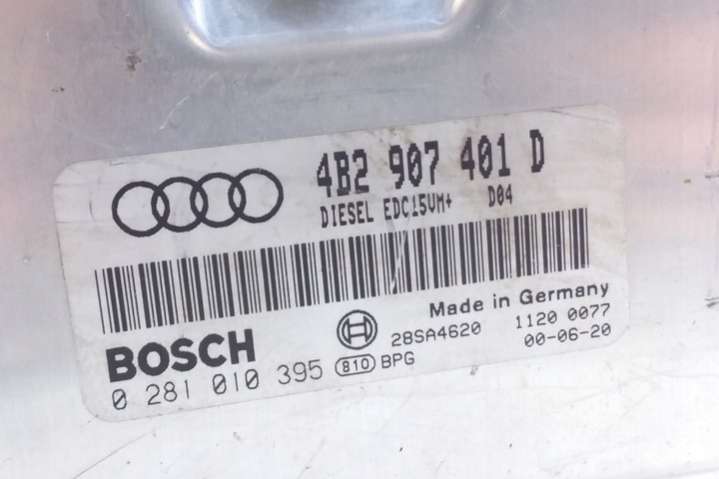 4B2 907 401 D
DIESEL EDC15VM+ D04
Made in Germany
BOSCH 28SA4620 1120 0077
0 281 010 395 810 BPG 00-06-20